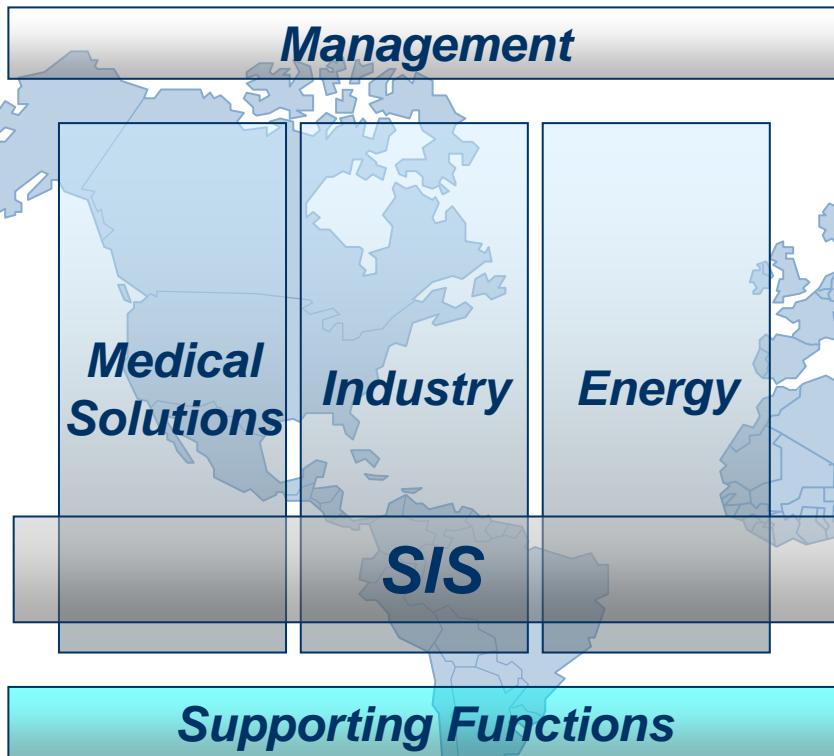 Management
Medical
Solutions
Industry
Energy
SIS
Supporting Functions